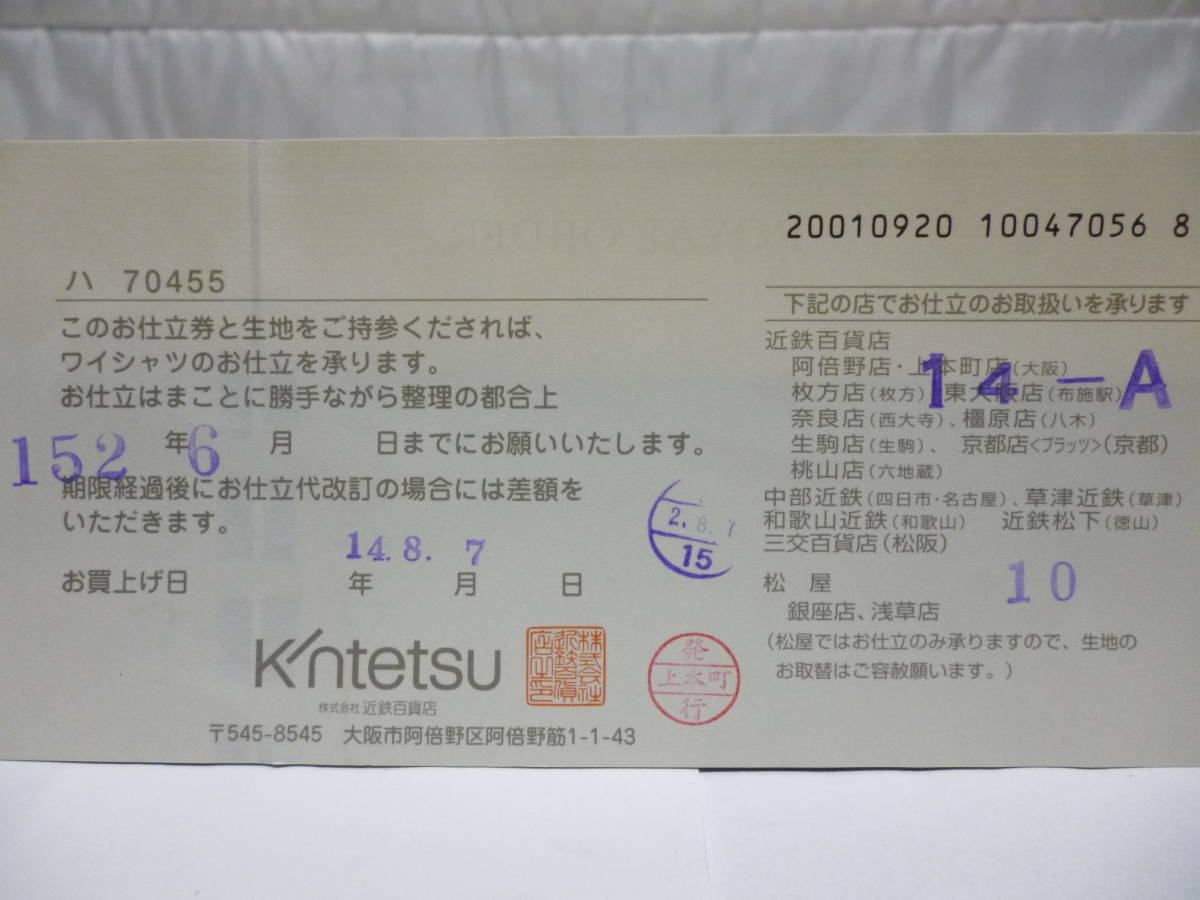 ハ 70455
このお仕立券と生地をご持参くだされば、
ワイシャツのお仕立を承ります。
お仕立はまことに勝手ながら整理の都合上
152 年 6 月 日までにお願いいたします。
期限経過後にお仕立代改訂の場合には差額を
いただきます。
14.8.7
お買上げ日 年 月 日
2.8.7
15
Kintetsu
株式会社 近鉄百貨店
株式会社近鉄百貨店之印
発
上本町
行
〒545-8545 大阪市阿倍野区阿倍野筋1-1-43
20010920 10047056 8
下記の店でお仕立のお取扱いを承ります
近鉄百貨店
阿倍野店・上本町店(大阪)
14-A
枚方店(枚方) 東大阪店(布施駅)
奈良店(西大寺)、橿原店(八木)
生駒店(生駒)、 京都店<プラッツ>(京都)
桃山店(六地蔵)
中部近鉄(四日市・名古屋)、草津近鉄(草津)
和歌山近鉄(和歌山) 近鉄松下(徳山)
三交百貨店(松阪)
10
松屋
銀座店、浅草店
(松屋ではお仕立のみ承りますので、生地の
お取替はご容赦願います。)